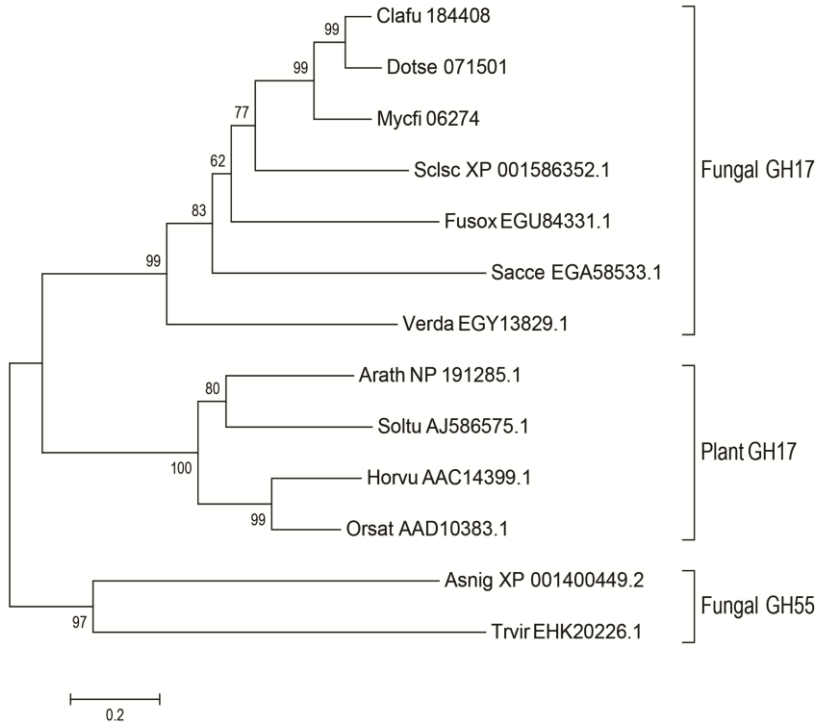 Clafu 184408
99
Dotse 071501
99
Mycfi 06274
77
Sclsc XP 001586352.1
62
Fungal GH17
Fusox EGU84331.1
83
Sacce EGA58533.1
99
Verda EGY13829.1
Arath NP 191285.1
80
Soltu AJ586575.1
Plant GH17
100
Horvu AAC14399.1
99
Orsat AAD10383.1
Asnig XP 001400449.2
Fungal GH55
97
Trvir EHK20226.1
0.2